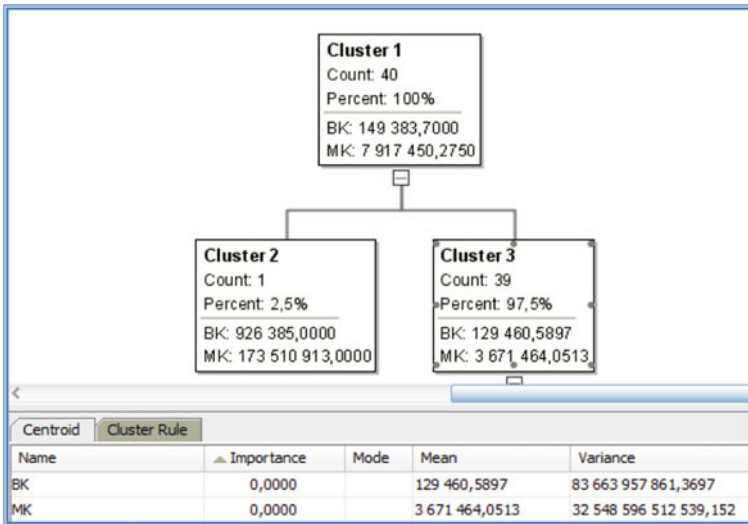 Cluster 1
Count: 40
Percent: 100%
BK: 149 383,7000
MK: 7 917 450,2750
Cluster 2
Count: 1
Percent: 2,5%
BK: 926 385,0000
MK: 173 510 913,0000
Cluster 3
Count: 39
Percent: 97,5%
BK: 129 460,5897
MK: 3 671 464,0513
Centroid Cluster Rule
Name Importance Mode Mean Variance
BK 0,0000 129 460,5897 83 663 957 861,3697
MK 0,0000 3 671 464,0513 32 548 596 512 539,152